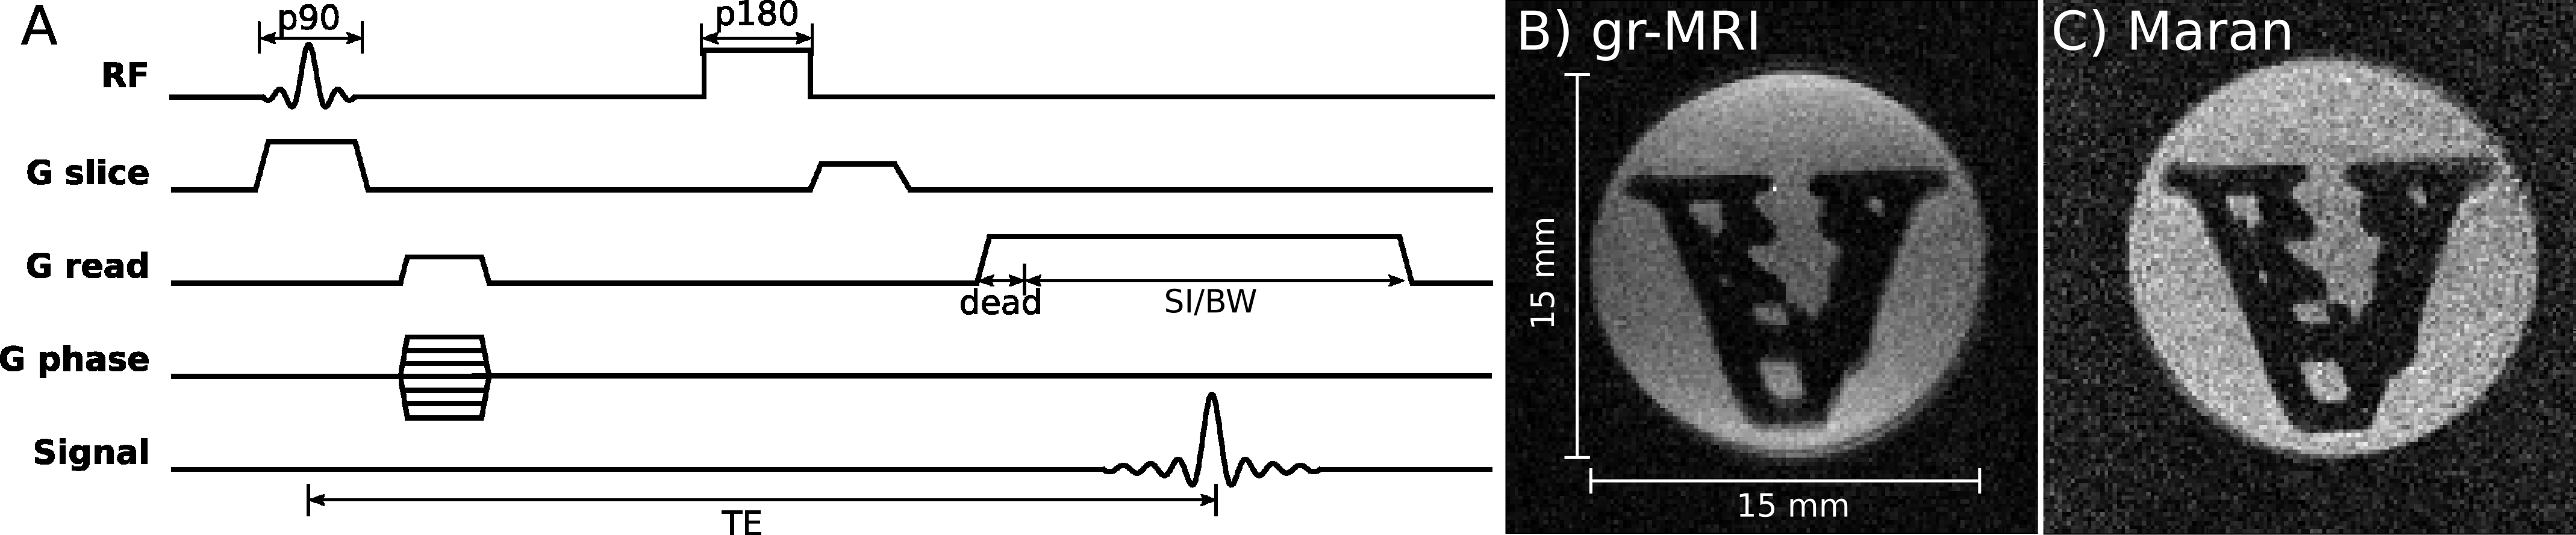 A
p90
p180
RF
G slice
G read
dead
SI/BW
G phase
Signal
TE
B) gr-MRI
15 mm
15 mm
C) Maran